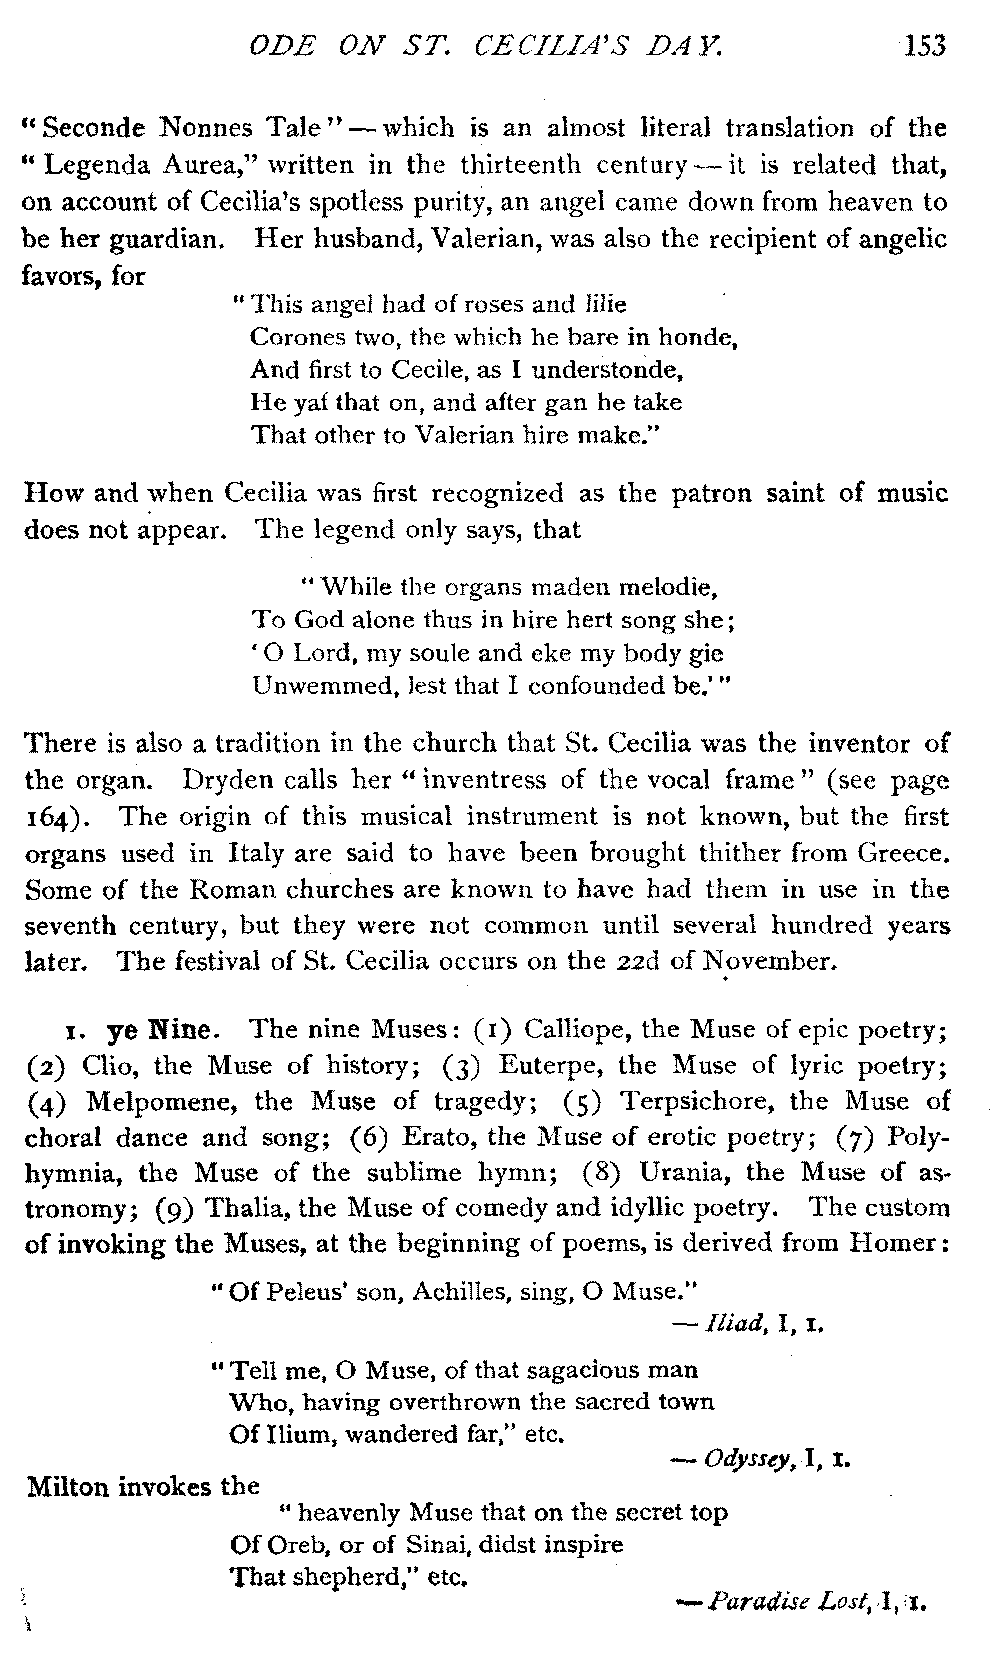 ODE ON ST. CECILIA'S DAY. 153
"Seconde Nonnes Tale"—which is an almost literal translation of the
"Legenda Aurea," written in the thirteenth century—it is related that,
on account of Cecilia's spotless purity, an angel came down from heaven to
be her guardian. Her husband, Valerian, was also the recipient of angelic
favors, for
"This angel had of roses and lilie
Corones two, the which he bare in honde,
And first to Cecile, as I understonde,
He yaf that on, and after gan he take
That other to Valerian hire make."
How and when Cecilia was first recognized as the patron saint of music
does not appear. The legend only says, that
"While the organs maden melodie,
To God alone thus in hire hert song she;
'O Lord, my soule and eke my body gie
Unwemmed, lest that I confounded be.'"
There is also a tradition in the church that St. Cecilia was the inventor of
the organ. Dryden calls her "inventress of the vocal frame" (see page
164). The origin of this musical instrument is not known, but the first
organs used in Italy are said to have been brought thither from Greece.
Some of the Roman churches are known to have had them in use in the
seventh century, but they were not common until several hundred years
later. The festival of St. Cecilia occurs on the 22d of November.
1. ye Nine. The nine Muses: (1) Calliope, the Muse of epic poetry;
(2) Clio, the Muse of history; (3) Euterpe, the Muse of lyric poetry;
(4) Melpomene, the Muse of tragedy; (5) Terpsichore, the Muse of
choral dance and song; (6) Erato, the Muse of erotic poetry; (7) Poly-
hymnia, the Muse of the sublime hymn; (8) Urania, the Muse of as-
tronomy; (9) Thalia, the Muse of comedy and idyllic poetry. The custom
of invoking the Muses, at the beginning of poems, is derived from Homer:
"Of Peleus' son, Achilles, sing, O Muse."
—Iliad, I, 1.
"Tell me, O Muse, of that sagacious man
Who, having overthrown the sacred town
Of Ilium, wandered far," etc.
—Odyssey, I, 1.
Milton invokes the
"heavenly Muse that on the secret top
Of Oreb, or of Sinai, didst inspire
That shepherd," etc.
—Paradise Lost, I, 1.